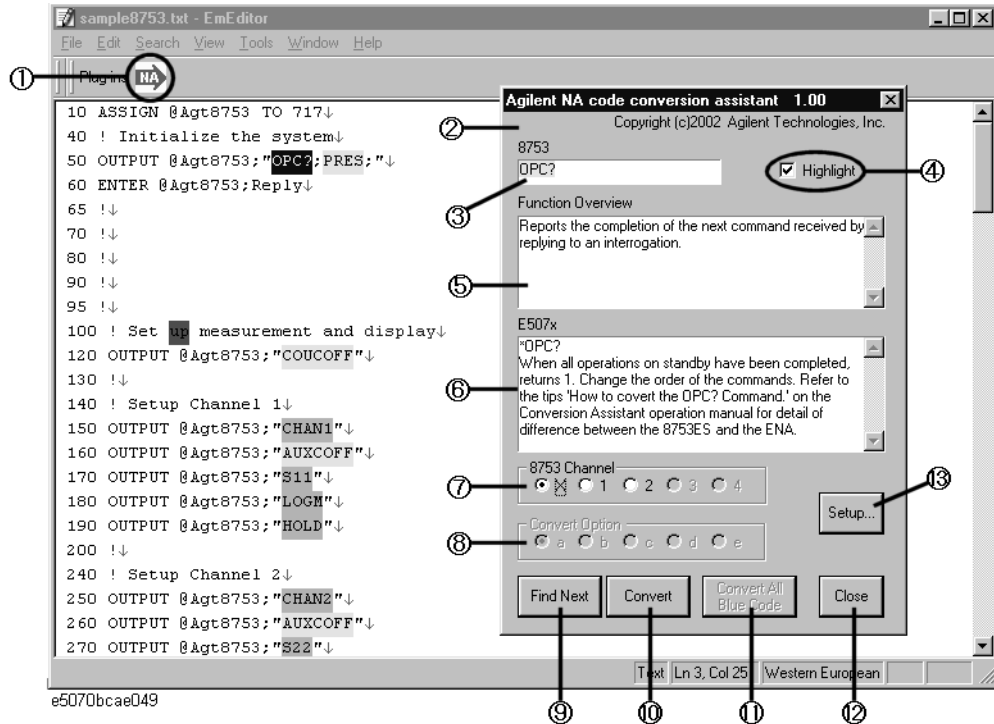 sample8753.txt - EmEditor
File Edit Search View Tools Window Help
① Plug-ins NA
10 ASSIGN @Agt8753 TO 717↓
40 ! Initialize the system↓
50 OUTPUT @Agt8753;"OPC?;PRES;"↓
60 ENTER @Agt8753;Reply↓
65 !↓
70 !↓
80 !↓
90 !↓
95 !↓
100 ! Set up measurement and display↓
120 OUTPUT @Agt8753;"COUCOFF"↓
130 !↓
140 ! Setup Channel 1↓
150 OUTPUT @Agt8753;"CHAN1"↓
160 OUTPUT @Agt8753;"AUXCOFF"↓
170 OUTPUT @Agt8753;"S11"↓
180 OUTPUT @Agt8753;"LOGM"↓
190 OUTPUT @Agt8753;"HOLD"↓
200 !↓
240 ! Setup Channel 2↓
250 OUTPUT @Agt8753;"CHAN2"↓
260 OUTPUT @Agt8753;"AUXCOFF"↓
270 OUTPUT @Agt8753;"S22"↓
Agilent NA code conversion assistant 1.00
② Copyright (c)2002 Agilent Technologies, Inc.
8753
OPC?
③
Highlight ④
Function Overview
Reports the completion of the next command received by
replying to an interrogation.
⑤
E507x
*OPC?
When all operations on standby have been completed,
returns 1. Change the order of the commands. Refer to
the tips 'How to covert the OPC? Command.' on the
Conversion Assistant operation manual for detail of
difference between the 8753ES and the ENA.
⑥
8753 Channel
⑦ X 1 2 3 4
Convert Option
⑧ a b c d e
⑬
Setup...
Find Next Convert Convert All Blue Code Close
Text Ln 3, Col 25 Western European
e5070bcae049
⑨ ⑩ ⑪ ⑫